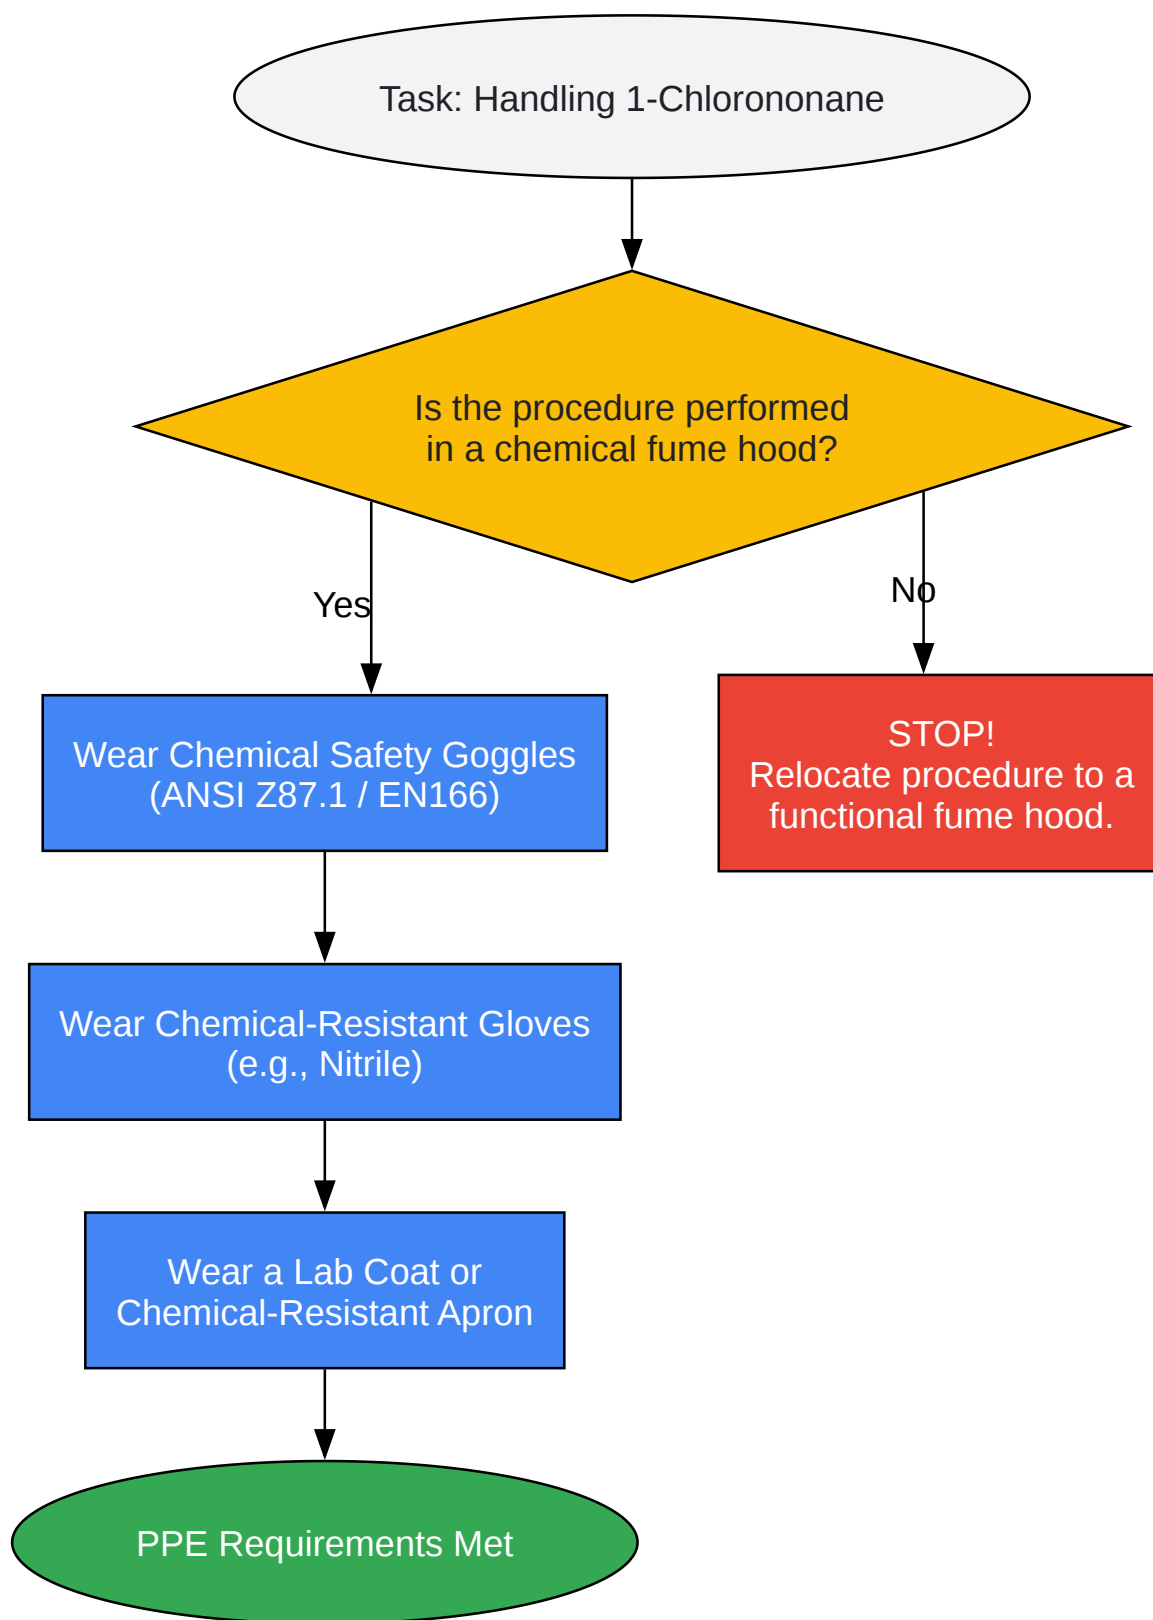 Task: Handling 1-Chlorononane
Is the procedure performed
in a chemical fume hood?
Yes
No
STOP!
Relocate procedure to a
functional fume hood.
Wear Chemical Safety Goggles
(ANSI Z87.1 / EN166)
Wear Chemical-Resistant Gloves
(e.g., Nitrile)
Wear a Lab Coat or
Chemical-Resistant Apron
PPE Requirements Met